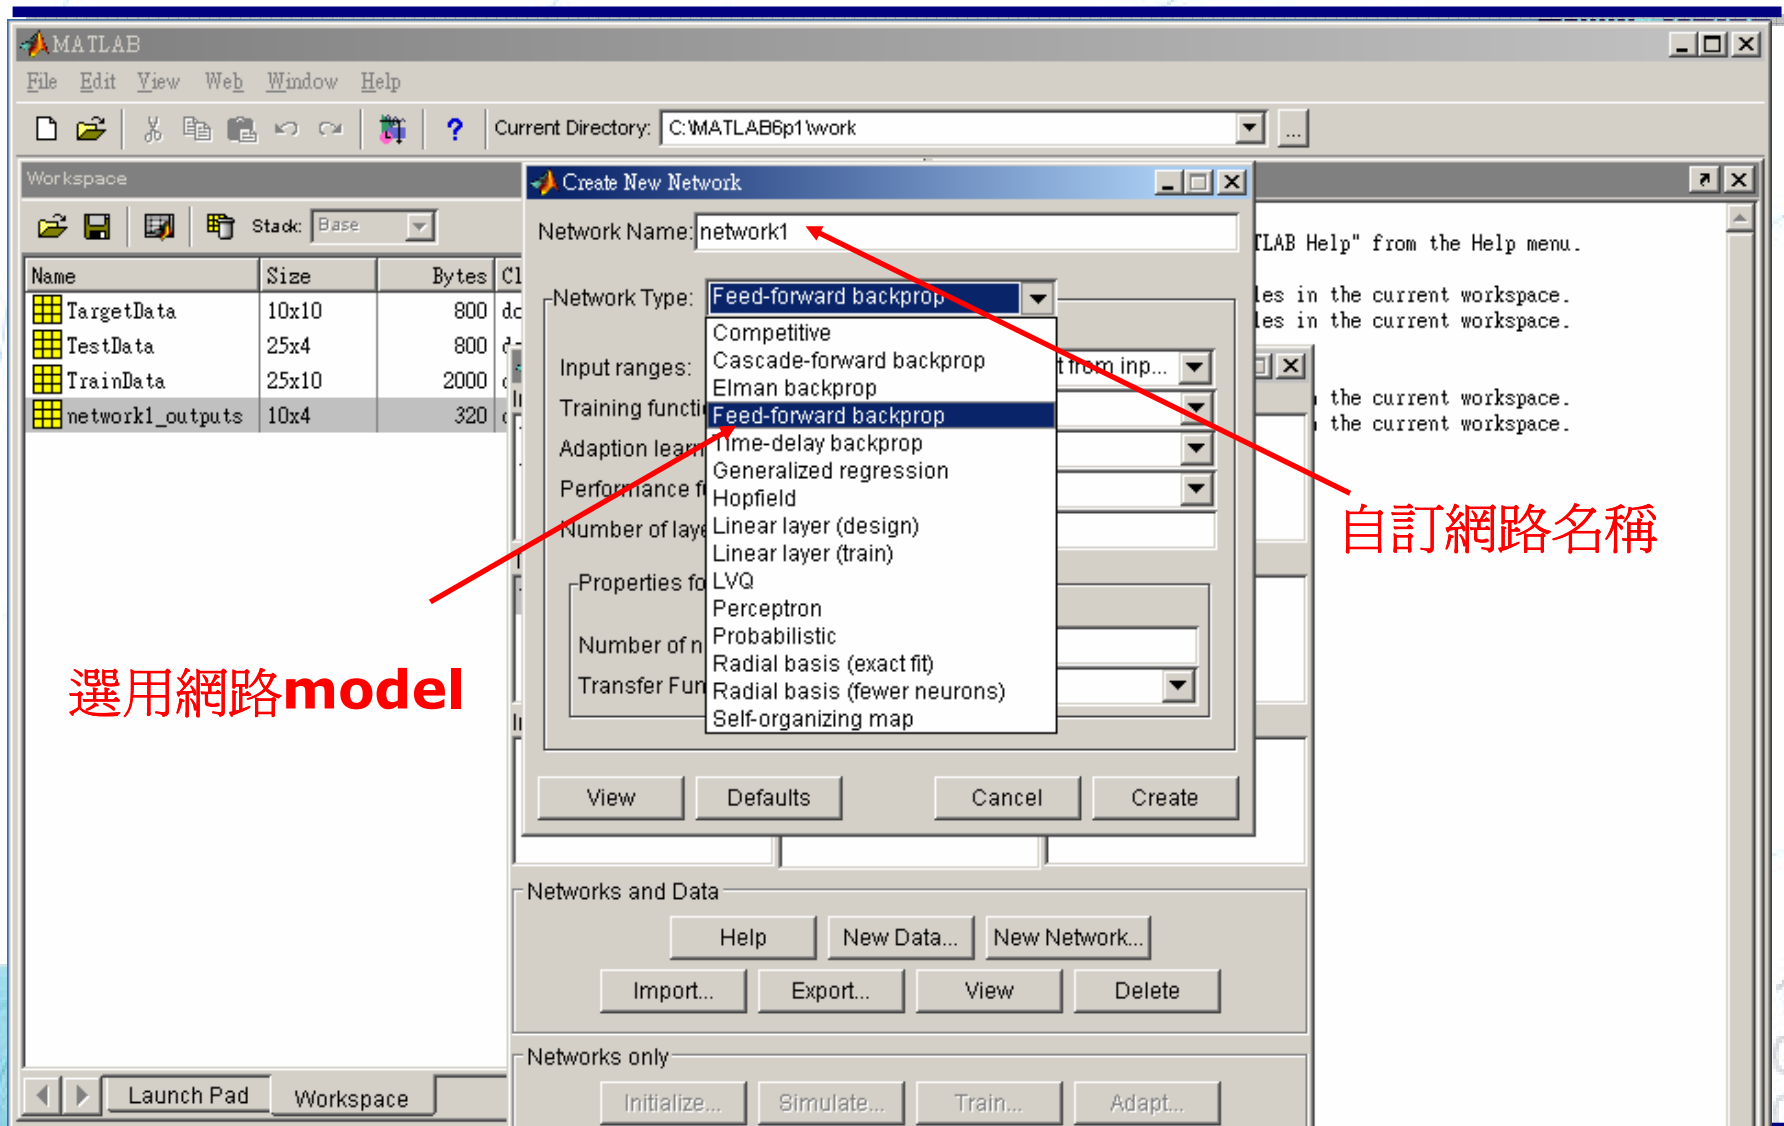 MATLAB
File Edit View Web Window Help
Current Directory: C:\MATLAB6p1\work
...
Workspace
Stack: Base
Name Size Bytes Cl
TargetData 10x10 800 do
TestData 25x4 800
TrainData 25x10 2000
network1_outputs 10x4 320
Create New Network
Network Name: network1
Network Type: Feed-forward backprop
Competitive
Cascade-forward backprop
Elman backprop
Feed-forward backprop
Time-delay backprop
Generalized regression
Hopfield
Linear layer (design)
Linear layer (train)
LVQ
Perceptron
Probabilistic
Radial basis (exact fit)
Radial basis (fewer neurons)
Self-organizing map
Input ranges: t from inp...
Training functi
Adaption learn
Performance f
Number of laye
Properties fo
Number of n
Transfer Fun
View Defaults Cancel Create
TLAB Help" from the Help menu.
les in the current workspace.
les in the current workspace.
the current workspace.
the current workspace.
自訂網路名稱
選用網路model
Networks and Data
Help New Data... New Network...
Import... Export... View Delete
Networks only
Initialize... Simulate... Train... Adapt...
Launch Pad Workspace